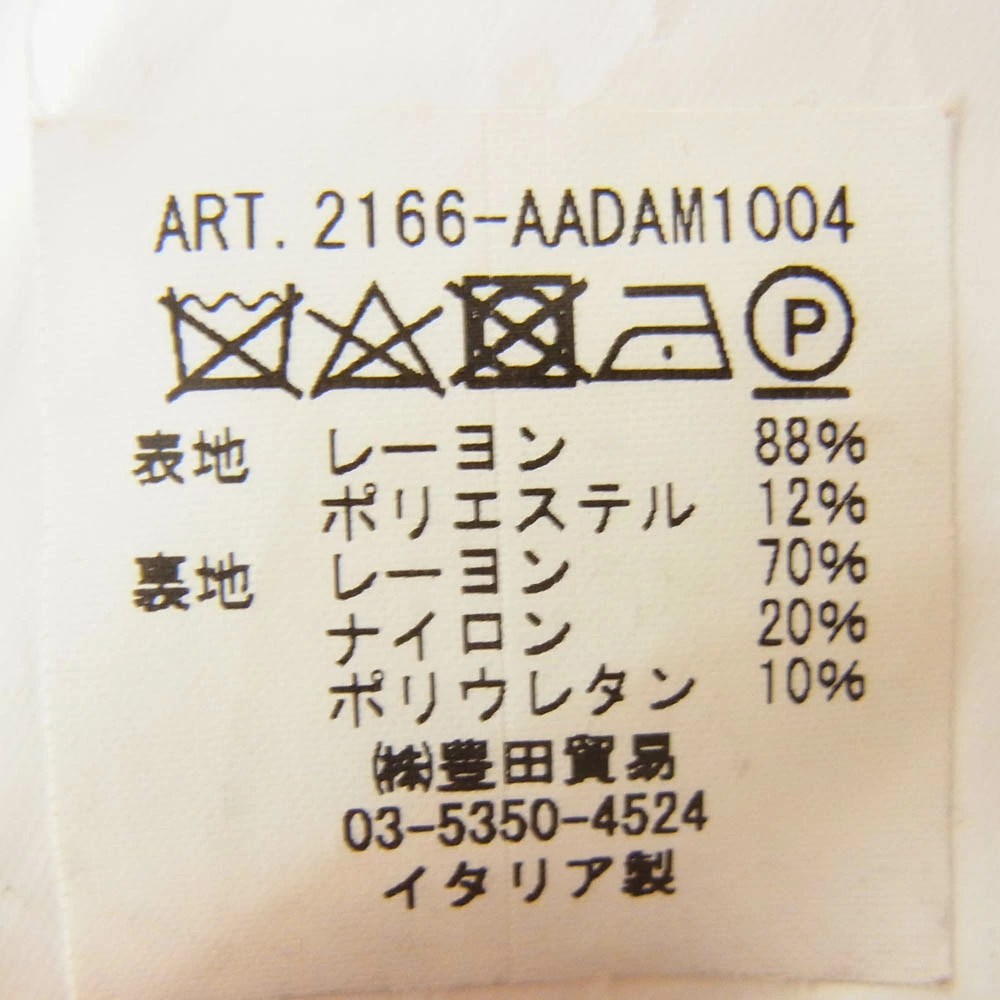 ART. 2166-AADAM1004
P
表地 レーヨン 88%
ポリエステル 12%
裏地 レーヨン 70%
ナイロン 20%
ポリウレタン 10%
㈱豊田貿易
03-5350-4524
イタリア製